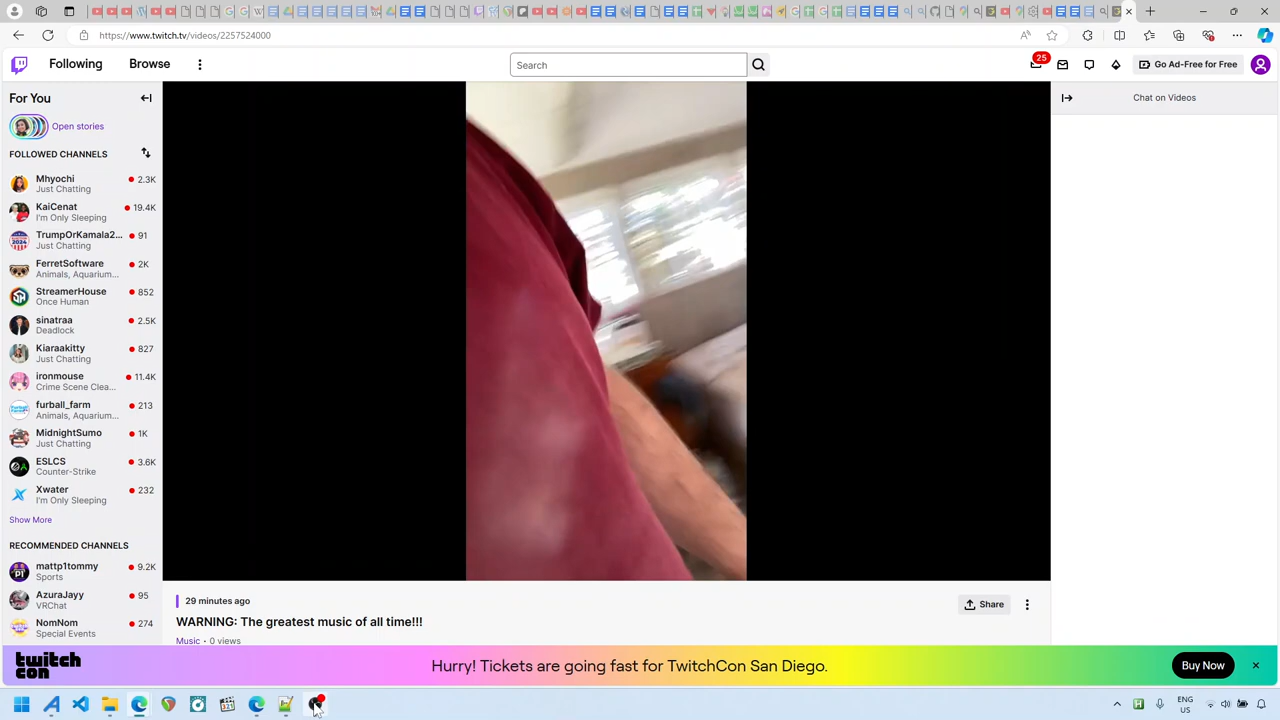 https://www.twitch.tv/videos/2257524000
Following
Browse
Search
25
Go Ad-Free for Free
For You
Open stories
FOLLOWED CHANNELS
Mhyochi 2.3K
Just Chatting
KaiCenat 19.4K
I'm Only Sleeping
TrumpOrKamala2... 91
Just Chatting
FerretSoftware 2K
Animals, Aquarium...
StreamerHouse 852
Once Human
sinatraa 2.5K
Deadlock
Kiaraakitty 827
Just Chatting
ironmouse 11.4K
Crime Scene Clea...
furball_farm 213
Animals, Aquarium...
MidnightSumo 1K
Just Chatting
ESLCS 3.6K
Counter-Strike
Xwater 232
I'm Only Sleeping
Show More
RECOMMENDED CHANNELS
mattp1tommy 9.2K
Sports
AzuraJayy 95
VRChat
NomNom 274
Special Events
Chat on Videos
29 minutes ago
Share
WARNING: The greatest music of all time!!!
Music • 0 views
twitch
con
Hurry! Tickets are going fast for TwitchCon San Diego.
Buy Now
ENG
US